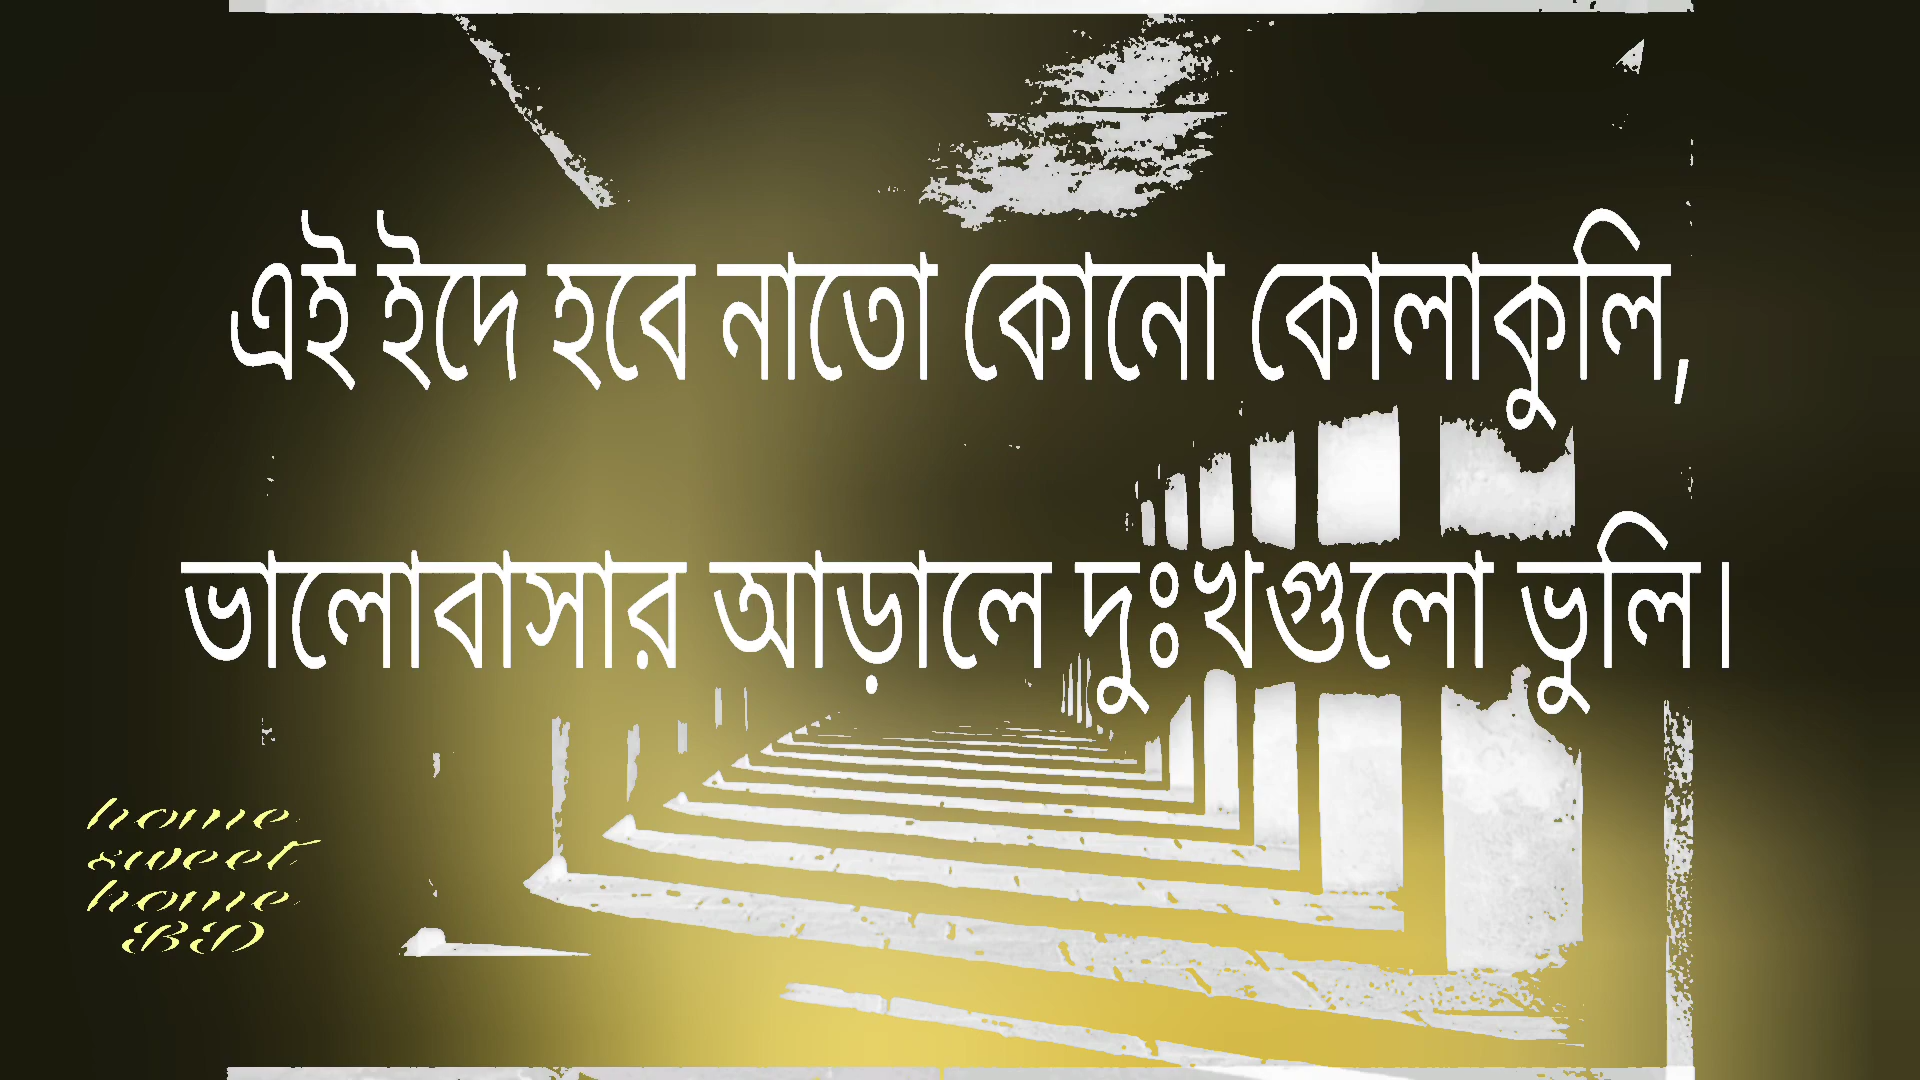 এই ইদে হবে নাতো কোনো কোলাকুলি,
ভালোবাসার আড়ালে দুঃখগুলো ভুলি।
home
sweet
home
BD